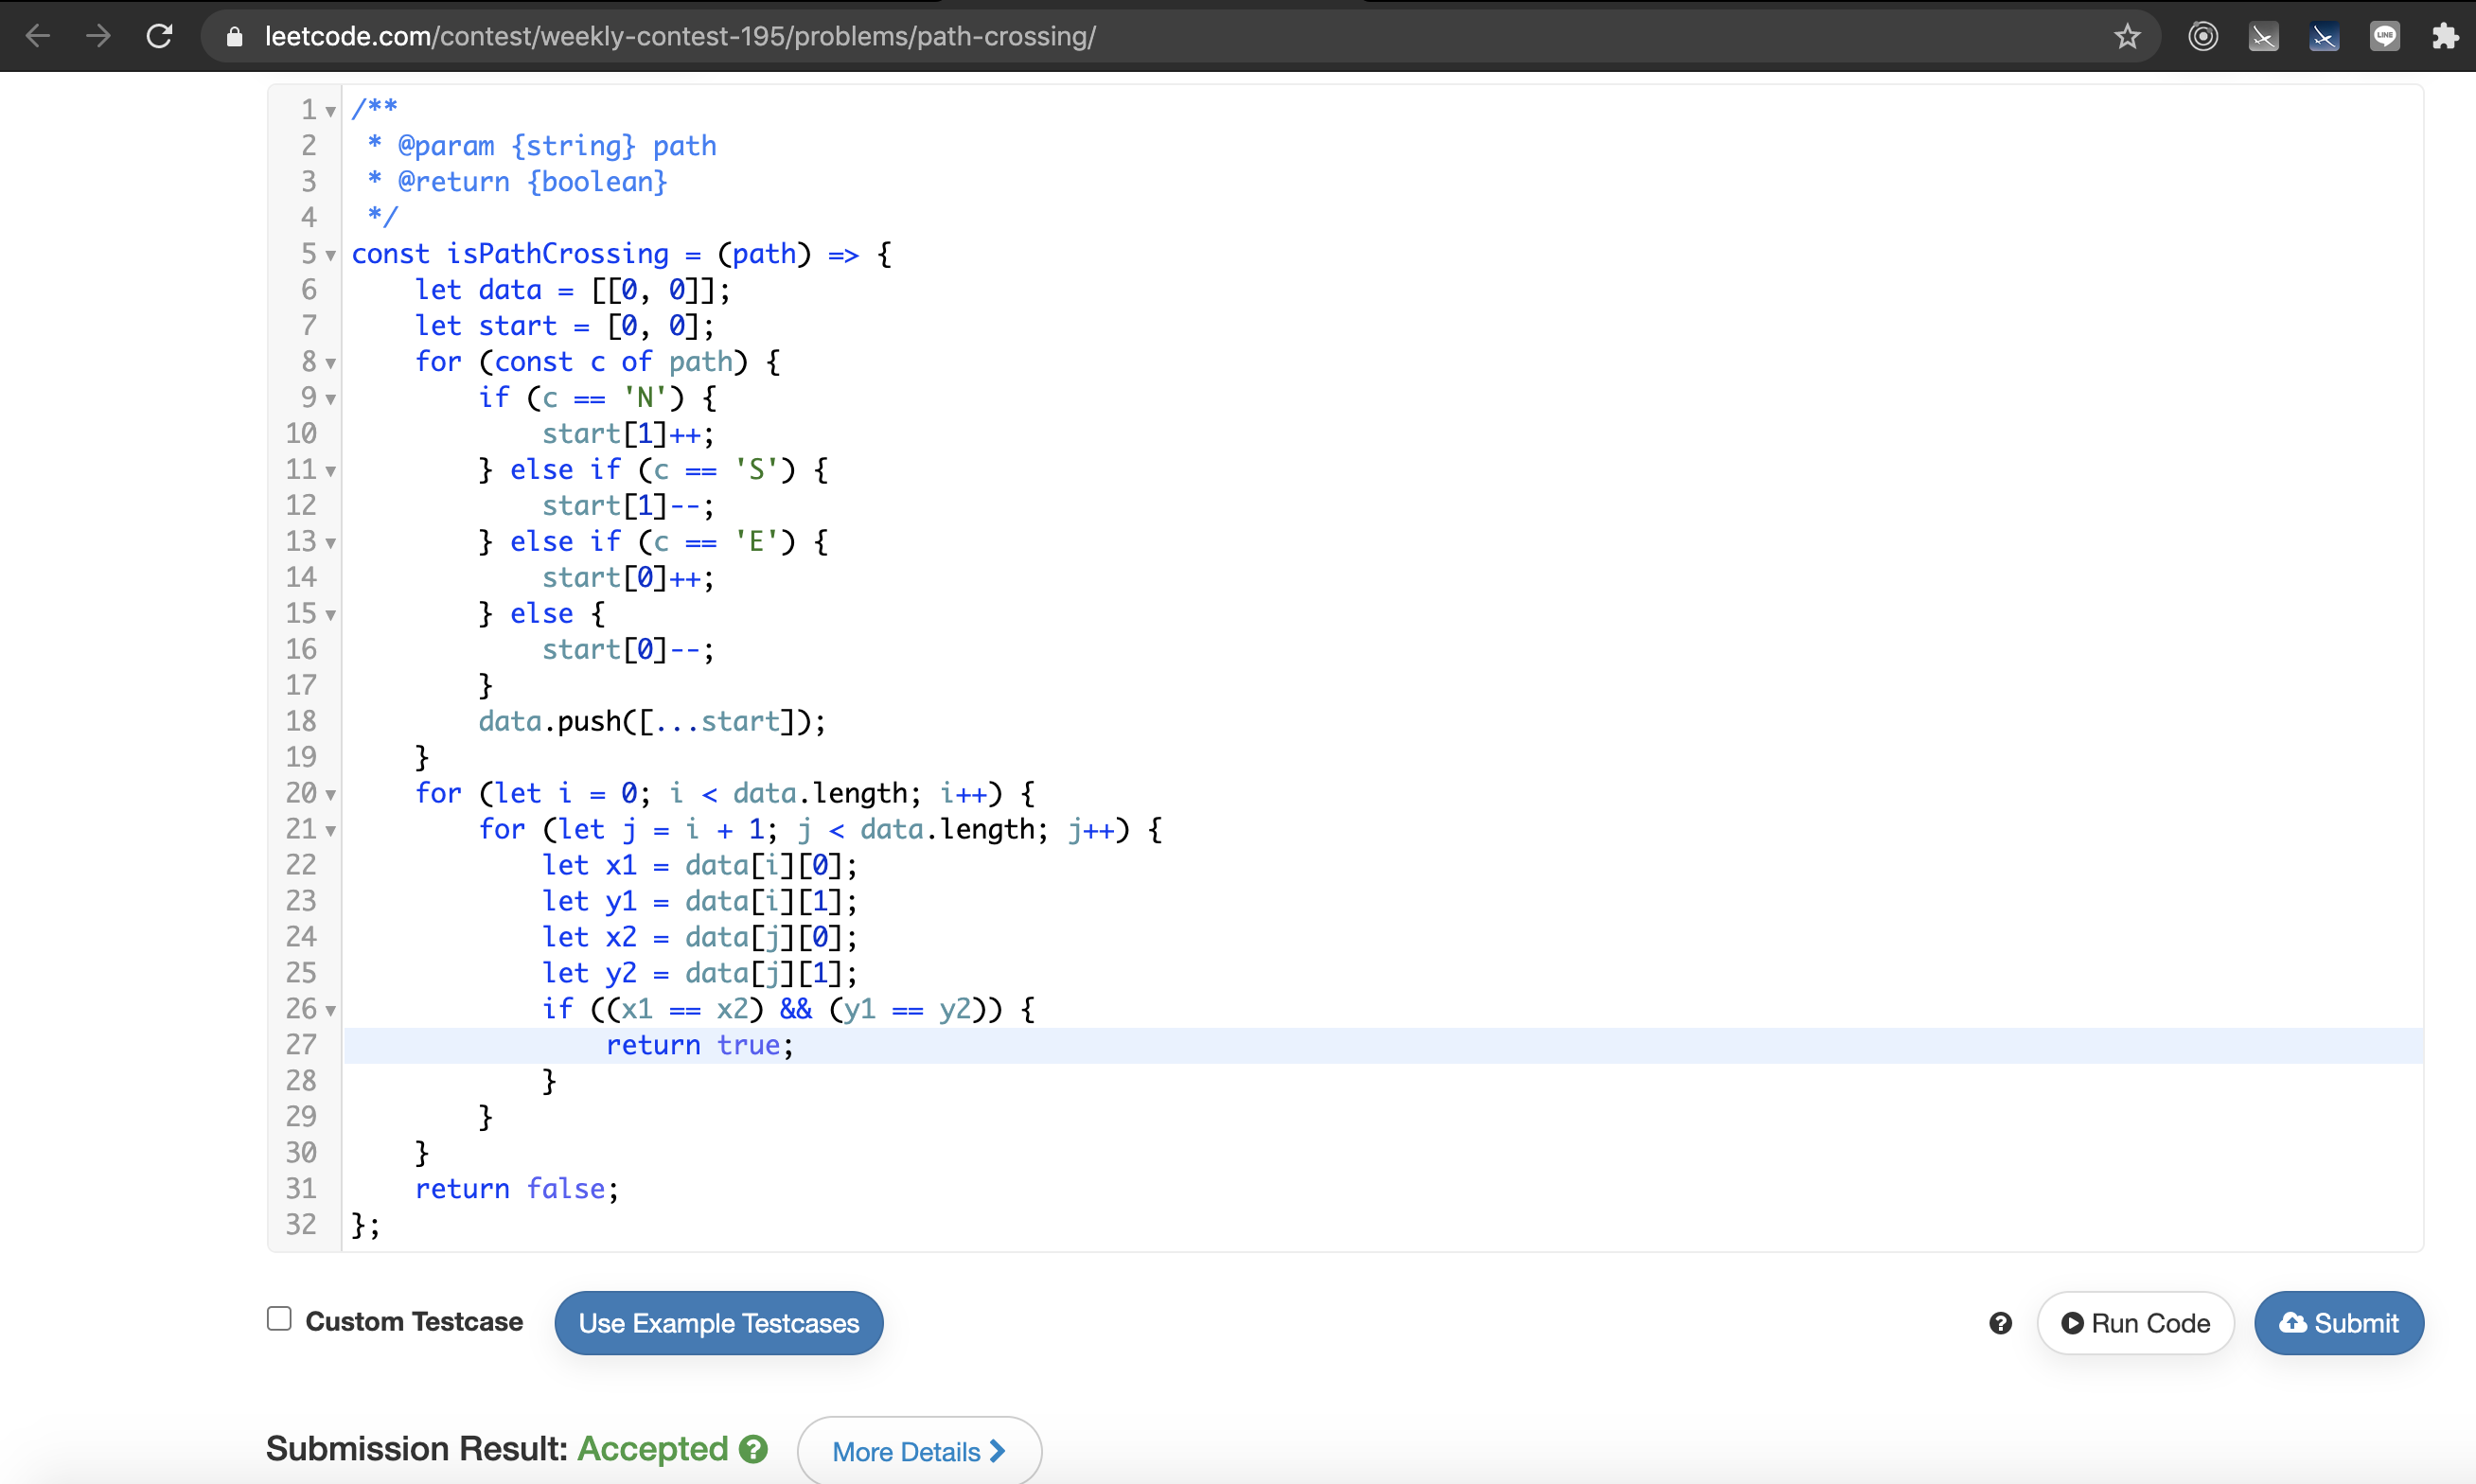 leetcode.com/contest/weekly-contest-195/problems/path-crossing/
LINE
1 /**
2  * @param {string} path
3  * @return {boolean}
4  */
5 const isPathCrossing = (path) => {
6     let data = [[0, 0]];
7     let start = [0, 0];
8     for (const c of path) {
9         if (c == 'N') {
10             start[1]++;
11         } else if (c == 'S') {
12             start[1]--;
13         } else if (c == 'E') {
14             start[0]++;
15         } else {
16             start[0]--;
17         }
18         data.push([...start]);
19     }
20     for (let i = 0; i < data.length; i++) {
21         for (let j = i + 1; j < data.length; j++) {
22             let x1 = data[i][0];
23             let y1 = data[i][1];
24             let x2 = data[j][0];
25             let y2 = data[j][1];
26             if ((x1 == x2) && (y1 == y2)) {
27                 return true;
28             }
29         }
30     }
31     return false;
32 };
Custom Testcase Use Example Testcases ? Run Code Submit
Submission Result: Accepted ? More Details